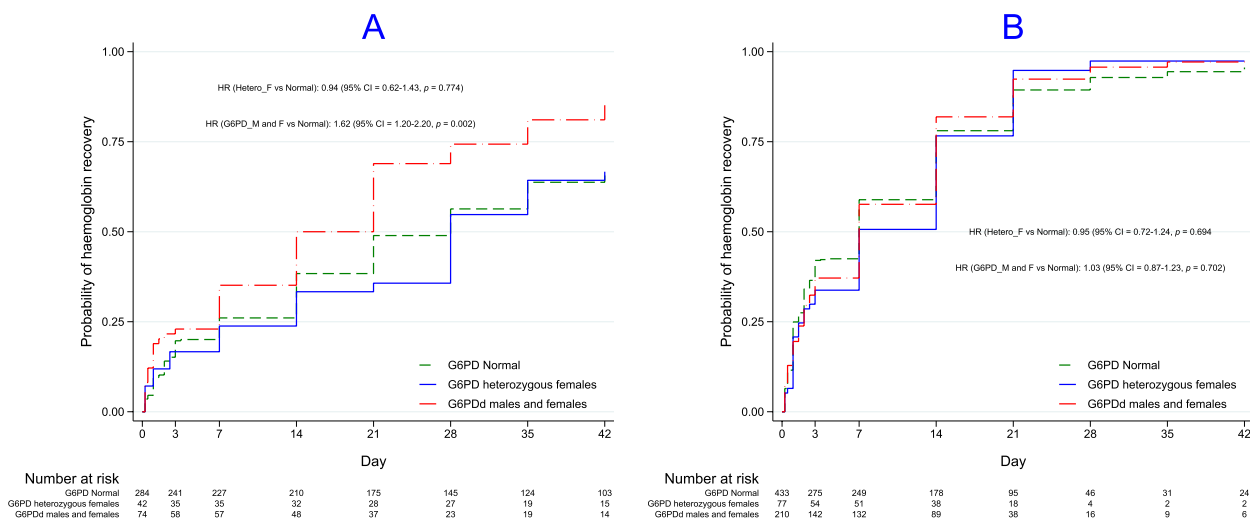 A
Probability of haemoglobin recovery
1.00
0.75
0.50
0.25
0.00
HR (Hetero_F vs Normal): 0.94 (95% CI = 0.62-1.43, p = 0.774)
HR (G6PD_M and F vs Normal): 1.62 (95% CI = 1.20-2.20, p = 0.002)
G6PD Normal
G6PD heterozygous females
G6PDd males and females
0 3 7 14 21 28 35 42
Day
Number at risk
G6PD Normal 284 241 227 210 175 145 124 103
G6PD heterozygous females 42 35 35 32 28 27 19 15
G6PDd males and females 74 58 57 48 37 23 19 14
B
Probability of haemoglobin recovery
1.00
0.75
0.50
0.25
0.00
HR (Hetero_F vs Normal): 0.95 (95% CI = 0.72-1.24, p = 0.694
HR (G6PD_M and F vs Normal): 1.03 (95% CI = 0.87-1.23, p = 0.702)
G6PD Normal
G6PD heterozygous females
G6PDd males and females
0 3 7 14 21 28 35 42
Day
Number at risk
G6PD Normal 433 275 249 178 95 46 31 24
G6PD heterozygous females 77 54 51 38 18 4 2 2
G6PDd males and females 210 142 132 89 38 16 9 6